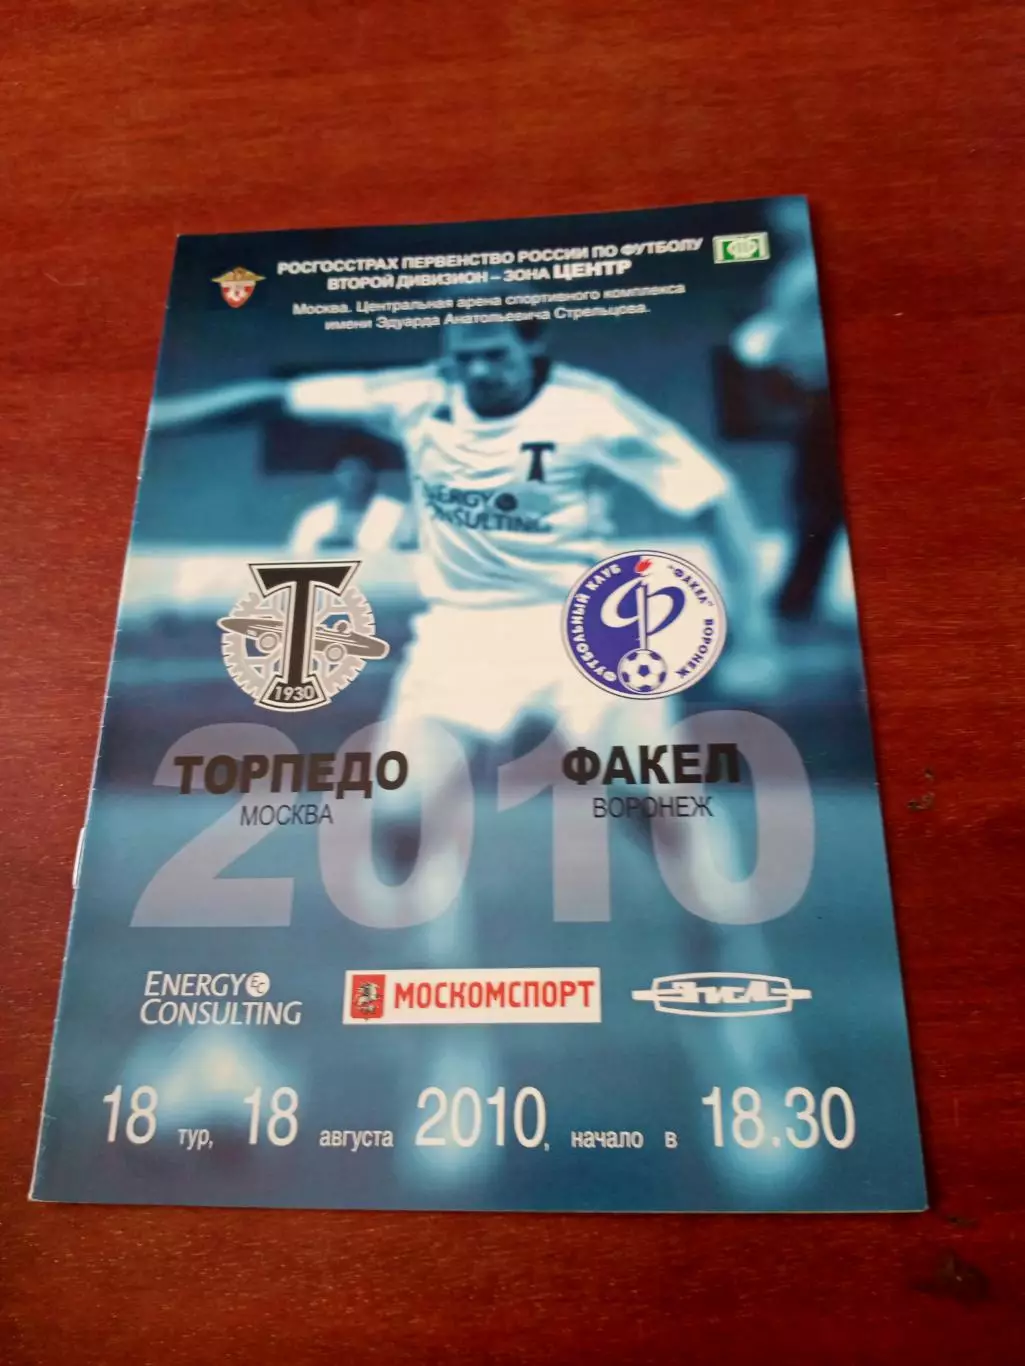 РОСГОССТРАХ ПЕРВЕНСТВО РОССИИ ПО ФУТБОЛУ
ВТОРОЙ ДИВИЗИОН – ЗОНА ЦЕНТР
Москва. Центральная арена спортивного комплекса
имени Эдуарда Анатольевича Стрельцова.
Т
ENERGY
CONSULTING
Т
1930
ФУТБОЛЬНЫЙ КЛУБ "ФАКЕЛ" ВОРОНЕЖ
Ф
2010
ТОРПЕДО
МОСКВА
ФАКЕЛ
ВОРОНЕЖ
ENERGY EC
CONSULTING
МОСКОМСПОРТ
18 тур, 18 августа 2010, начало в 18.30